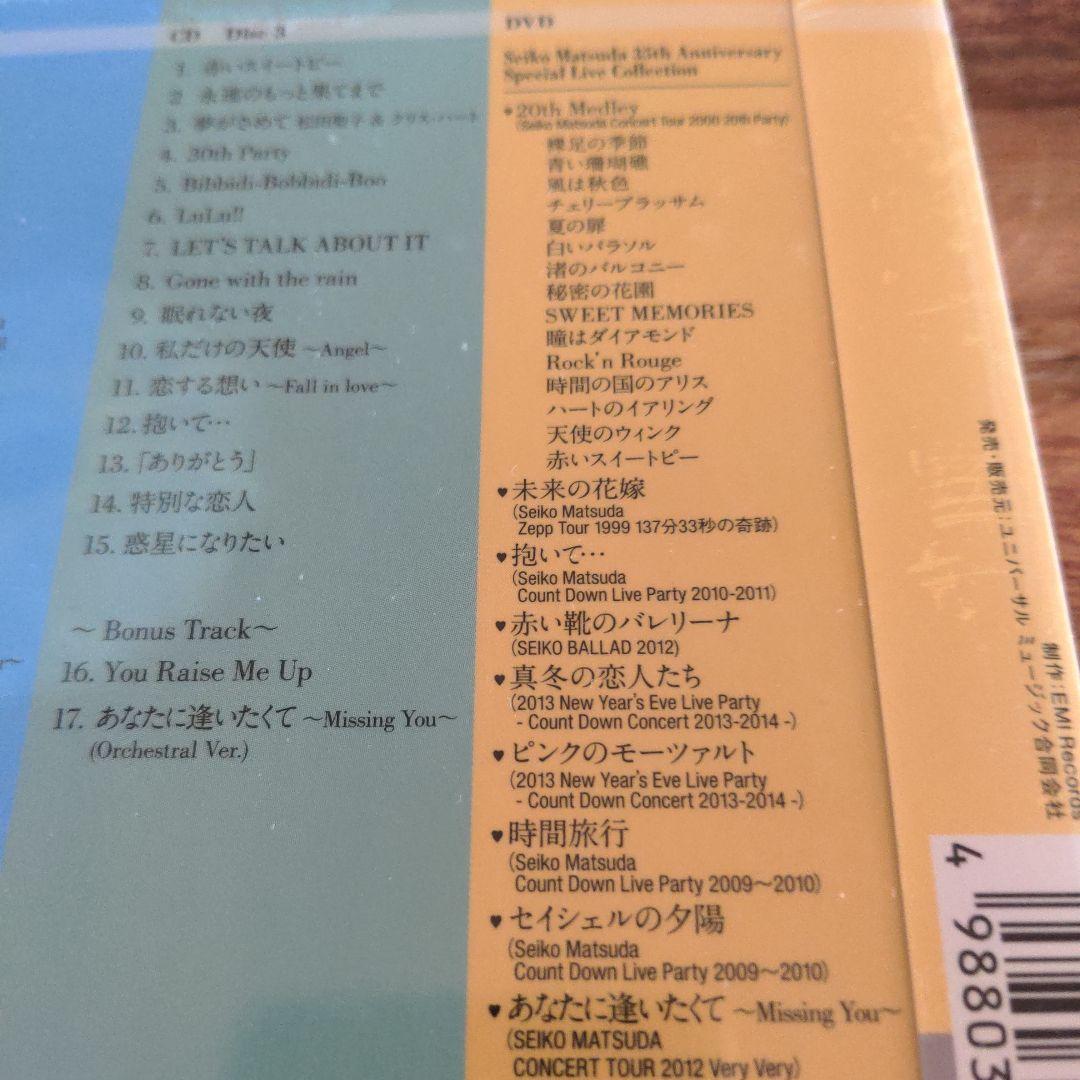 CD Disc 3
1. 赤いスイートピー
2. 永遠のもっと果てまで
3. 夢がさめて 松田聖子 & クリス・ハート
4. 30th Party
5. Bibbidi-Bobbidi-Boo
6. LuLu!!
7. LET'S TALK ABOUT IT
8. Gone with the rain
9. 眠れない夜
10. 私だけの天使 ~Angel~
11. 恋する想い ~Fall in love~
12. 抱いて…
13. 「ありがとう」
14. 特別な恋人
15. 惑星になりたい
~ Bonus Track~
16. You Raise Me Up
17. あなたに逢いたくて ~Missing You~
(Orchestral Ver.)
DVD
Seiko Matsuda 35th Anniversary
Special Live Collection
♥20th Medley
(Seiko Matsuda Concert Tour 2000 20th Party)
裸足の季節
青い珊瑚礁
風は秋色
チェリーブラッサム
夏の扉
白いパラソル
渚のバルコニー
秘密の花園
SWEET MEMORIES
瞳はダイアモンド
Rock'n Rouge
時間の国のアリス
ハートのイアリング
天使のウィンク
赤いスイートピー
♥未来の花嫁
(Seiko Matsuda
Zepp Tour 1999 137分33秒の奇跡)
♥抱いて…
(Seiko Matsuda
Count Down Live Party 2010-2011)
♥赤い靴のバレリーナ
(SEIKO BALLAD 2012)
♥真冬の恋人たち
(2013 New Year's Eve Live Party
- Count Down Concert 2013-2014 -)
♥ピンクのモーツァルト
(2013 New Year's Eve Live Party
- Count Down Concert 2013-2014 -)
♥時間旅行
(Seiko Matsuda
Count Down Live Party 2009~2010)
♥セイシェルの夕陽
(Seiko Matsuda
Count Down Live Party 2009~2010)
♥あなたに逢いたくて ~Missing You~
(SEIKO MATSUDA
CONCERT TOUR 2012 Very Very)
発売・販売元:ユニバーサル ミュージック合同会社
制作:EMI Records
4 98803